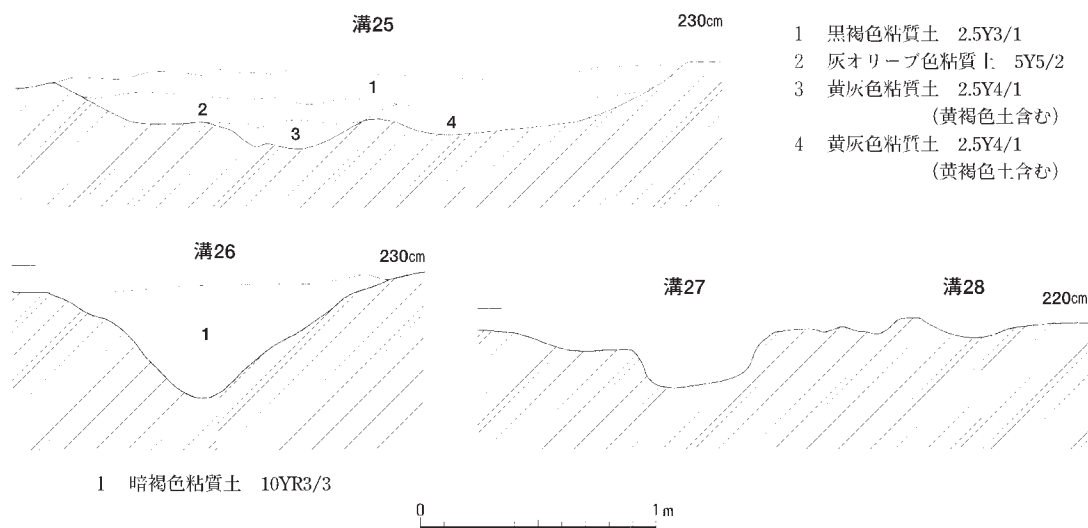 溝25
230㎝
1
2
3
4
1 黒褐色粘質土 2.5Y3/1
2 灰オリーブ色粘質土 5Y5/2
3 黄灰色粘質土 2.5Y4/1
(黄褐色土含む)
4 黄灰色粘質土 2.5Y4/1
(黄褐色土含む)
溝26
230㎝
1
1 暗褐色粘質土 10YR3/3
溝27
溝28
220㎝
0
1m